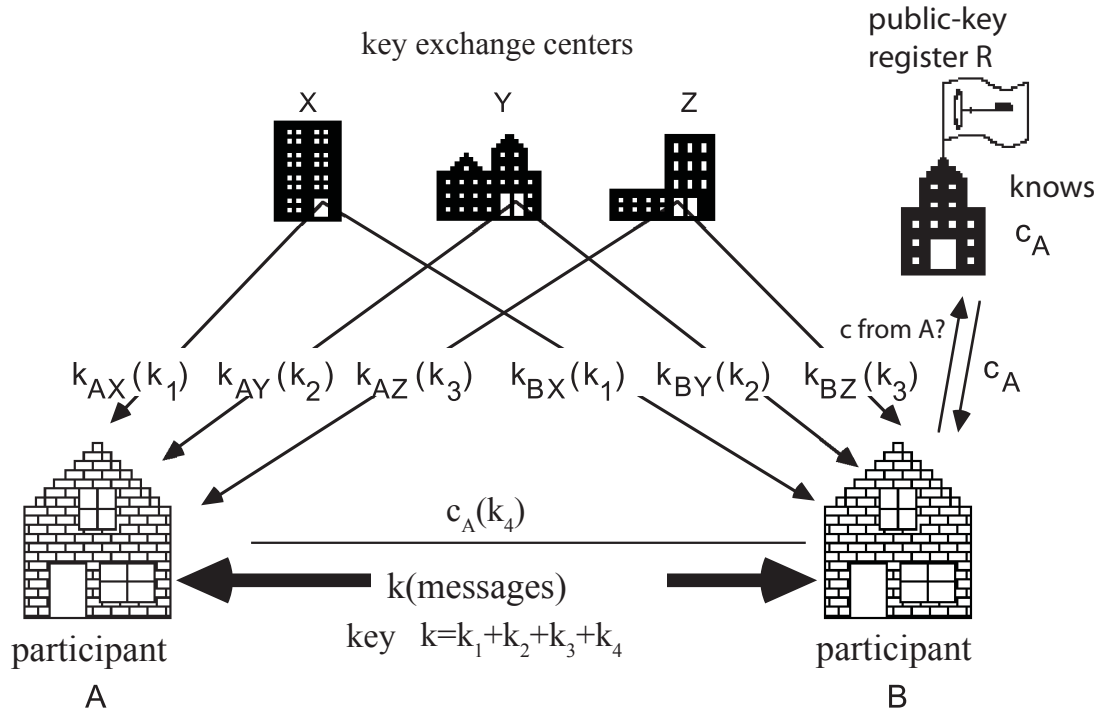 public-key
register R
key exchange centers
X Y Z
knows
c_A
c from A?
k_AX(k_1) k_AY(k_2) k_AZ(k_3) k_BX(k_1) k_BY(k_2) k_BZ(k_3)
c_A
c_A(k_4)
k(messages)
key k=k_1+k_2+k_3+k_4
participant
A
participant
B